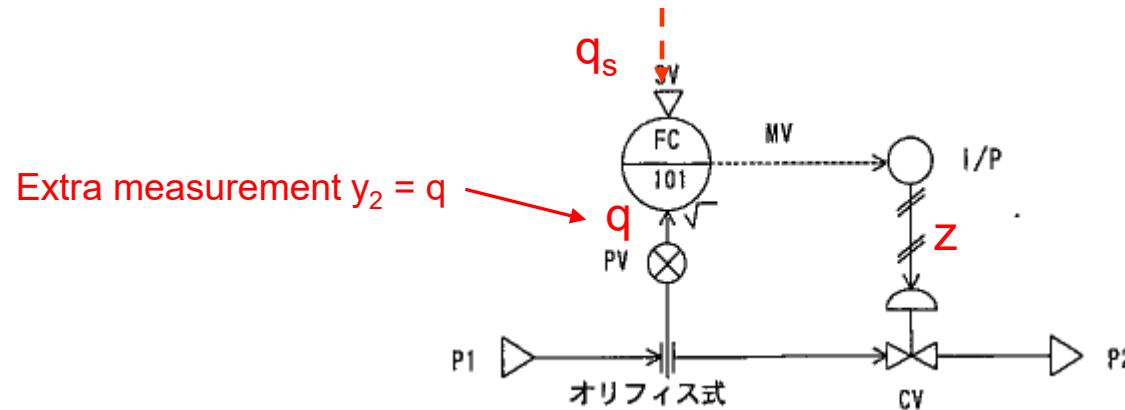 qs
SV
FC
101
MV
I/P
Extra measurement y2 = q
q
√
PV
z
P1
オリフィス式
CV
P2